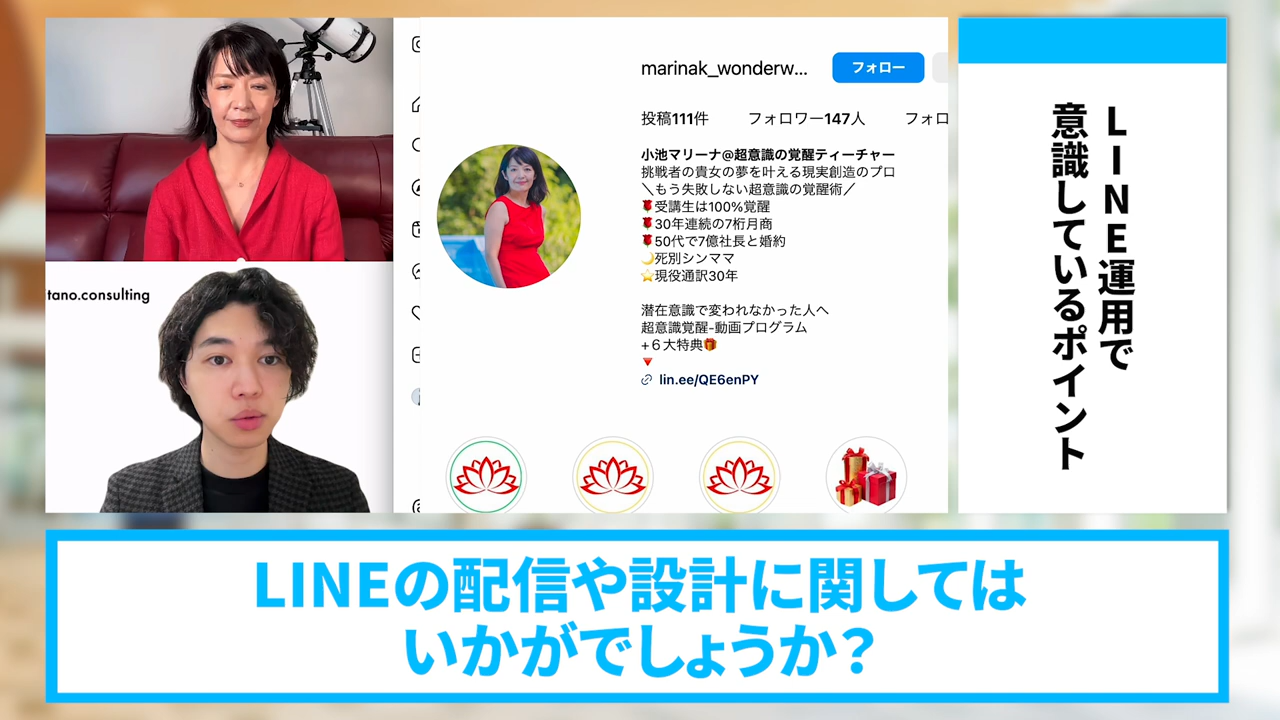 tano.consulting
marinak_wonderw...
フォロー
投稿111件 フォロワー147人 フォロ
小池マリーナ@超意識の覚醒ティーチャー
挑戦者の貴女の夢を叶える現実創造のプロ
＼もう失敗しない超意識の覚醒術／
🌹受講生は100%覚醒
🌹30年連続の7桁月商
🌹50代で7億社長と婚約
🌙死別シンママ
⭐現役通訳30年
潜在意識で変われなかった人へ
超意識覚醒-動画プログラム
+６大特典🎁
🔻
lin.ee/QE6enPY
LINE運用で
意識しているポイント
LINEの配信や設計に関しては
いかがでしょうか？